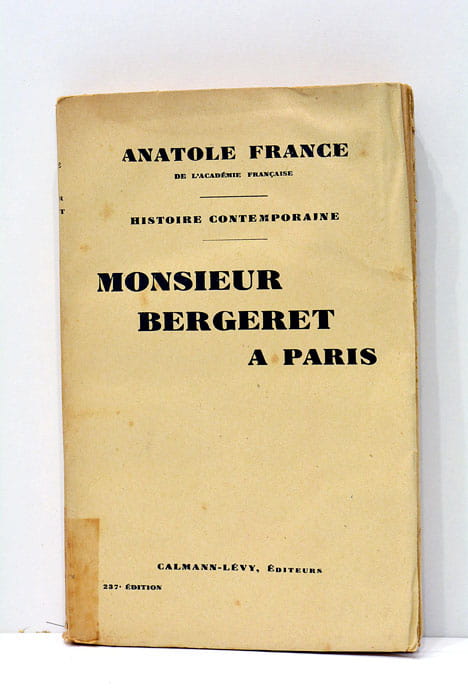 ANATOLE FRANCE
DE L'ACADÉMIE FRANÇAISE
HISTOIRE CONTEMPORAINE
MONSIEUR
BERGERET
A PARIS
CALMANN-LÉVY, ÉDITEURS
237e ÉDITION